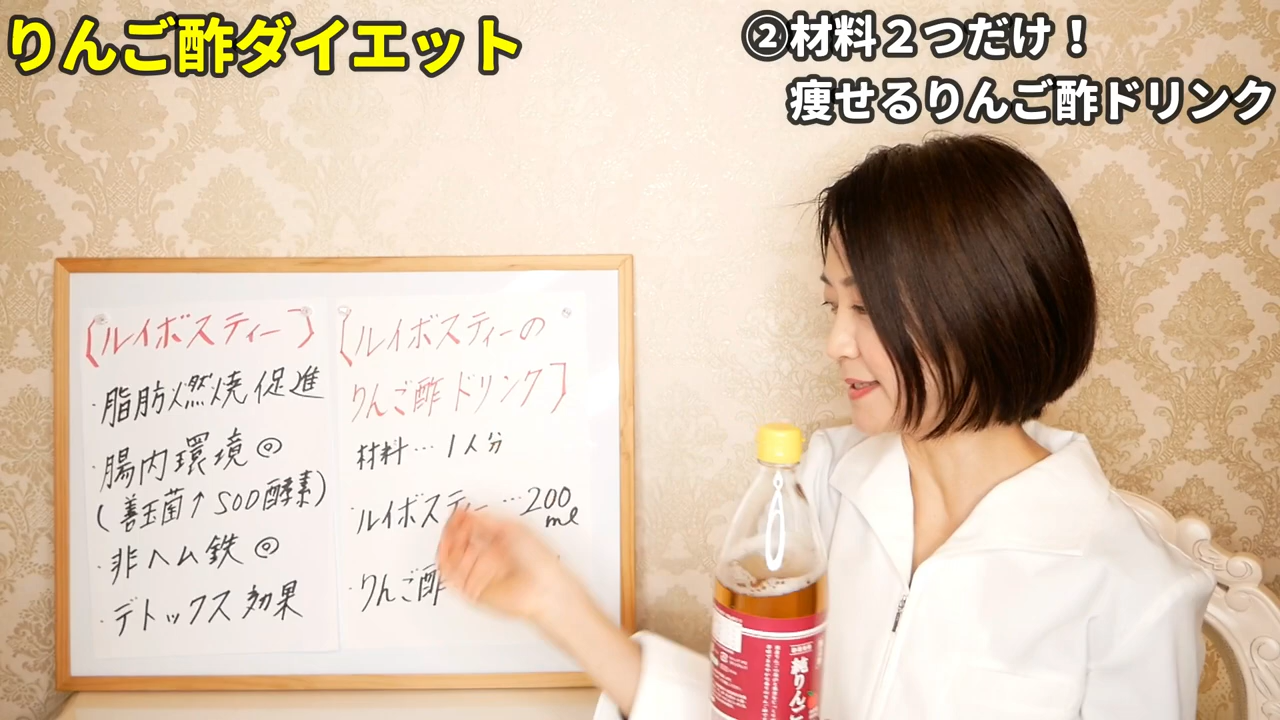 りんご酢ダイエット
②材料２つだけ！
痩せるりんご酢ドリンク
〔ルイボスティー〕
・脂肪燃焼促進
・腸内環境◎
(善玉菌↑SOD酵素)
・非ヘム鉄◎
・デトックス効果
〔ルイボスティーの
りんご酢ドリンク〕
材料…1人分
・ルイボスティー…200
ml
・りんご酢
純りんご